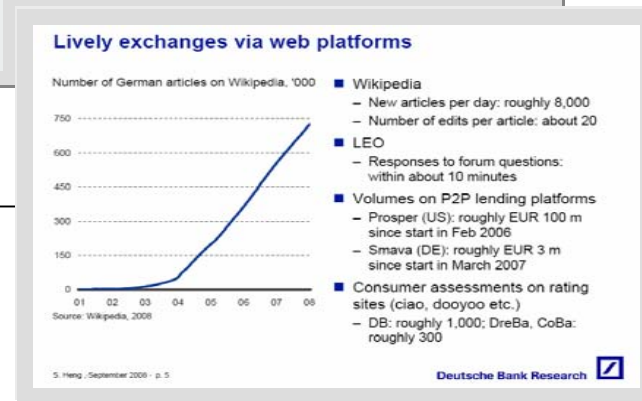 Lively exchanges via web platforms
Number of German articles on Wikipedia, '000
750
600
450
300
150
0
01 02 03 04 05 06 07 08
Source: Wikipedia, 2008
■ Wikipedia
– New articles per day: roughly 8,000
– Number of edits per article: about 20
■ LEO
– Responses to forum questions:
within about 10 minutes
■ Volumes on P2P lending platforms
– Prosper (US): roughly EUR 100 m
since start in Feb 2006
– Smava (DE): roughly EUR 3 m
since start in March 2007
■ Consumer assessments on rating
sites (ciao, dooyoo etc.)
– DB: roughly 1,000; DreBa, CoBa:
roughly 300
S. Heng , September 2008 - p. 5
Deutsche Bank Research